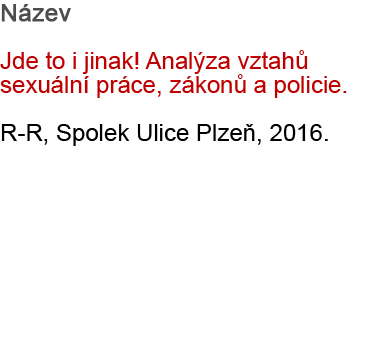 Název
Jde to i jinak! Analýza vztahů
sexuální práce, zákonů a policie.
R-R, Spolek Ulice Plzeň, 2016.